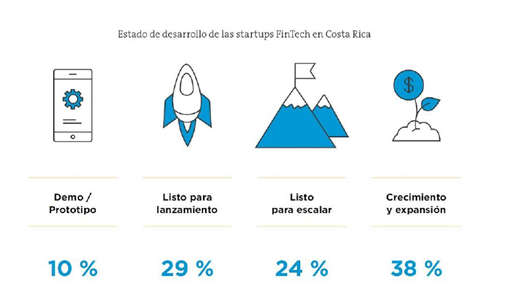 Estado de desarrollo de las startups FinTech en Costa Rica
$
Demo /
Prototipo
Listo para
lanzamiento
Listo
para escalar
Crecimiento
y expansión
10 %
29 %
24 %
38 %